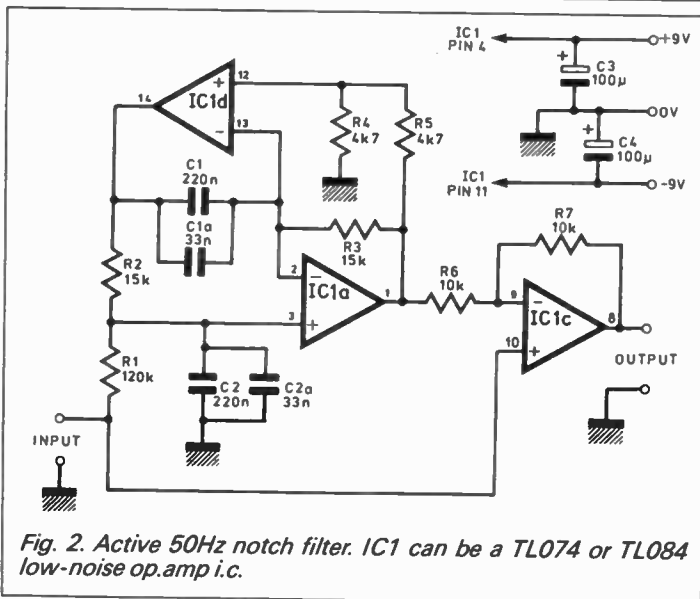 IC1
PIN 4
+9V
+
C3
100µ
0V
+
C4
100µ
IC1
PIN 11
-9V
12
+
14
IC1d
13
−
R4
4k7
R5
4k7
C1
220n
C1a
33n
R3
15k
R2
15k
2
−
IC1a
1
3
+
R6
10k
R7
10k
9
−
IC1c
8
10
+
OUTPUT
R1
120k
C2
220n
C2a
33n
INPUT
Fig. 2. Active 50Hz notch filter. IC1 can be a TL074 or TL084
low-noise op.amp i.c.